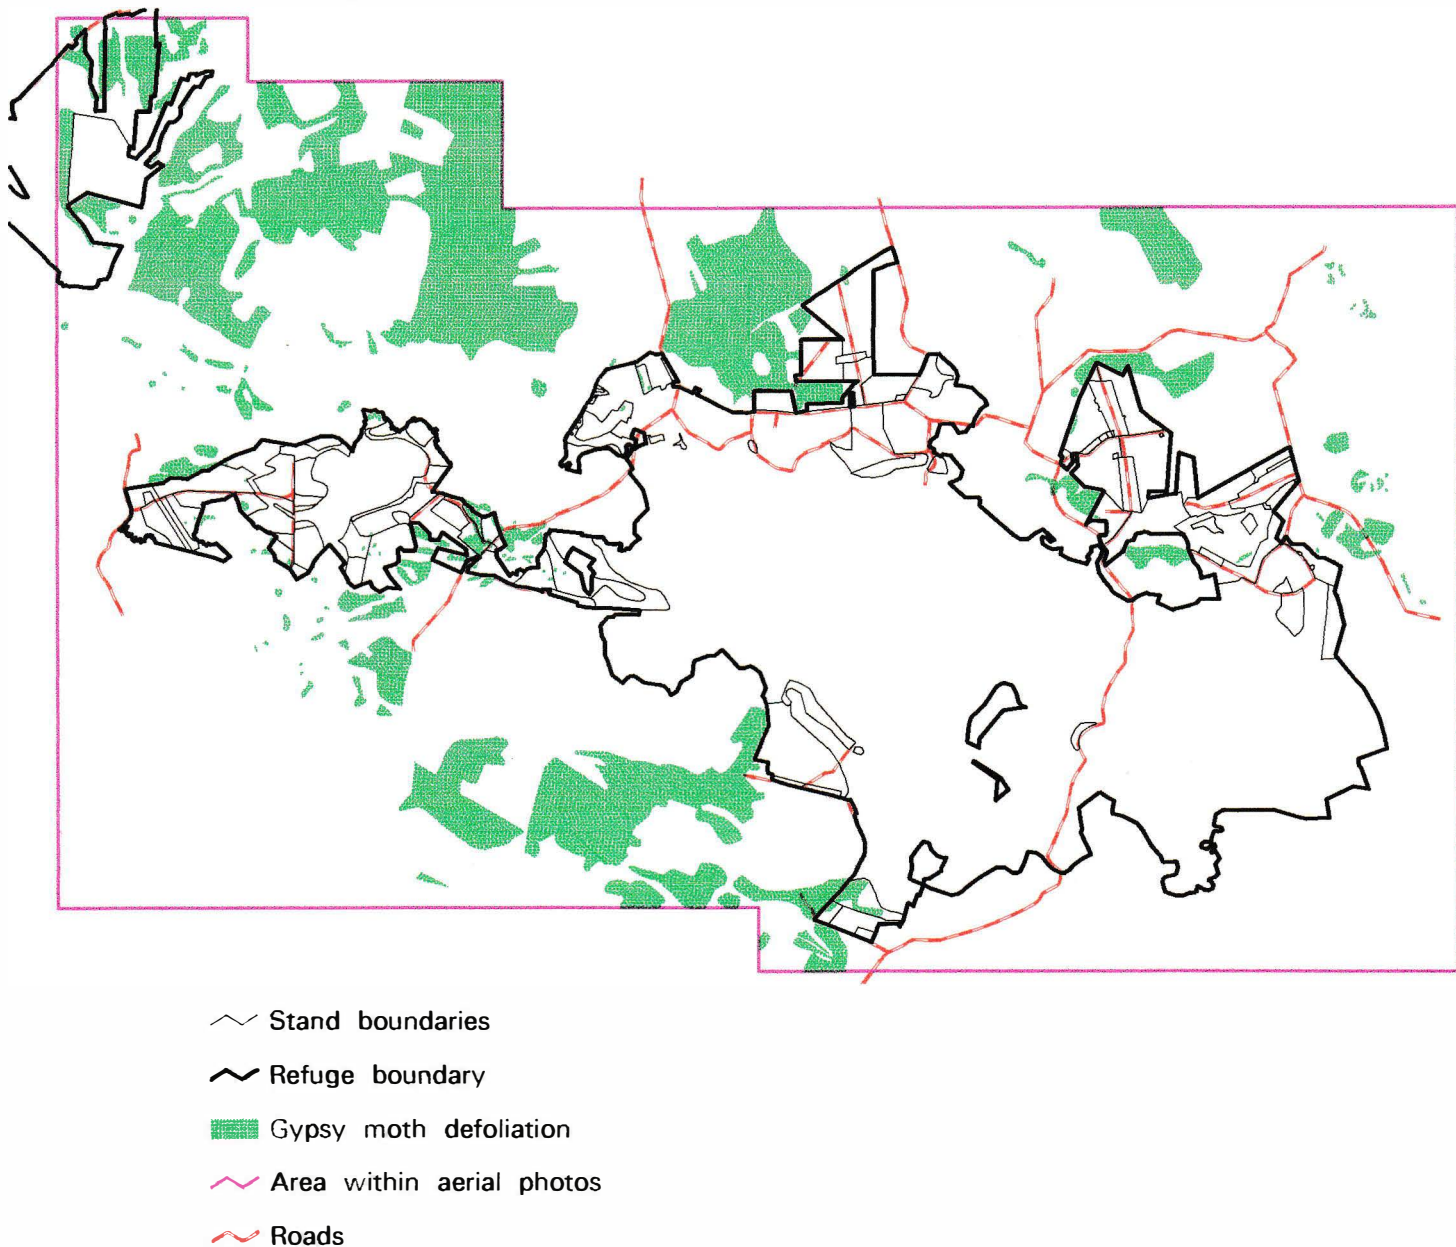 Stand boundaries
Refuge boundary
Gypsy moth defoliation
Area within aerial photos
Roads